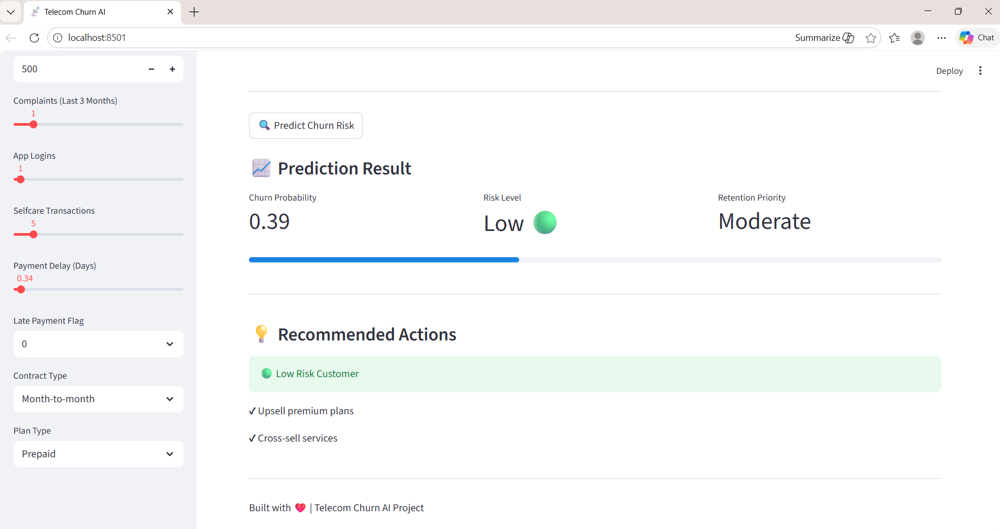 Telecom Churn AI
localhost:8501
Summarize
Chat
500
Complaints (Last 3 Months)
1
App Logins
1
Selfcare Transactions
5
Payment Delay (Days)
0.34
Late Payment Flag
0
Contract Type
Month-to-month
Plan Type
Prepaid
Deploy
Predict Churn Risk
Prediction Result
Churn Probability
0.39
Risk Level
Low
Retention Priority
Moderate
Recommended Actions
Low Risk Customer
✔ Upsell premium plans
✔ Cross-sell services
Built with ❤️ | Telecom Churn AI Project